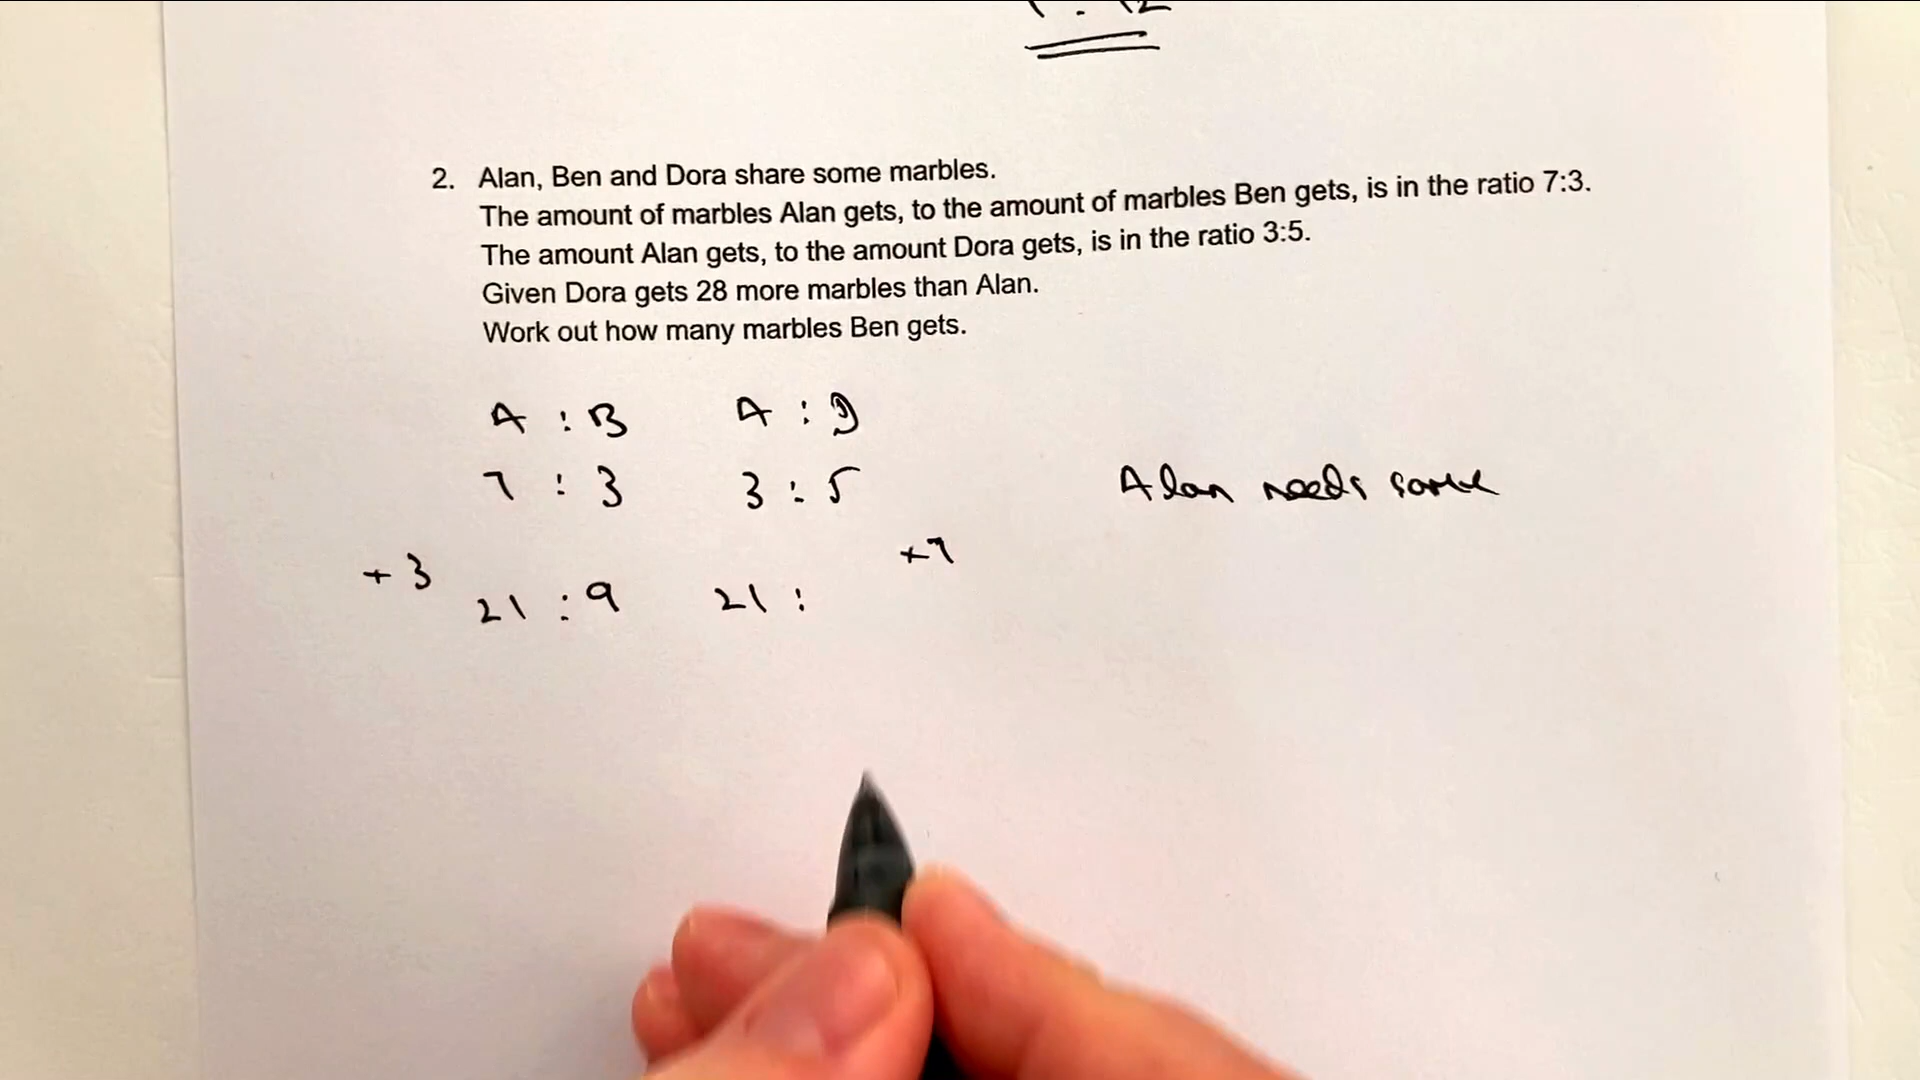 2. Alan, Ben and Dora share some marbles.
The amount of marbles Alan gets, to the amount of marbles Ben gets, is in the ratio 7:3.
The amount Alan gets, to the amount Dora gets, is in the ratio 3:5.
Given Dora gets 28 more marbles than Alan.
Work out how many marbles Ben gets.
A : B A : D
7 : 3 3 : 5 Alan needs same
×3 ×7
21 : 9 21 :